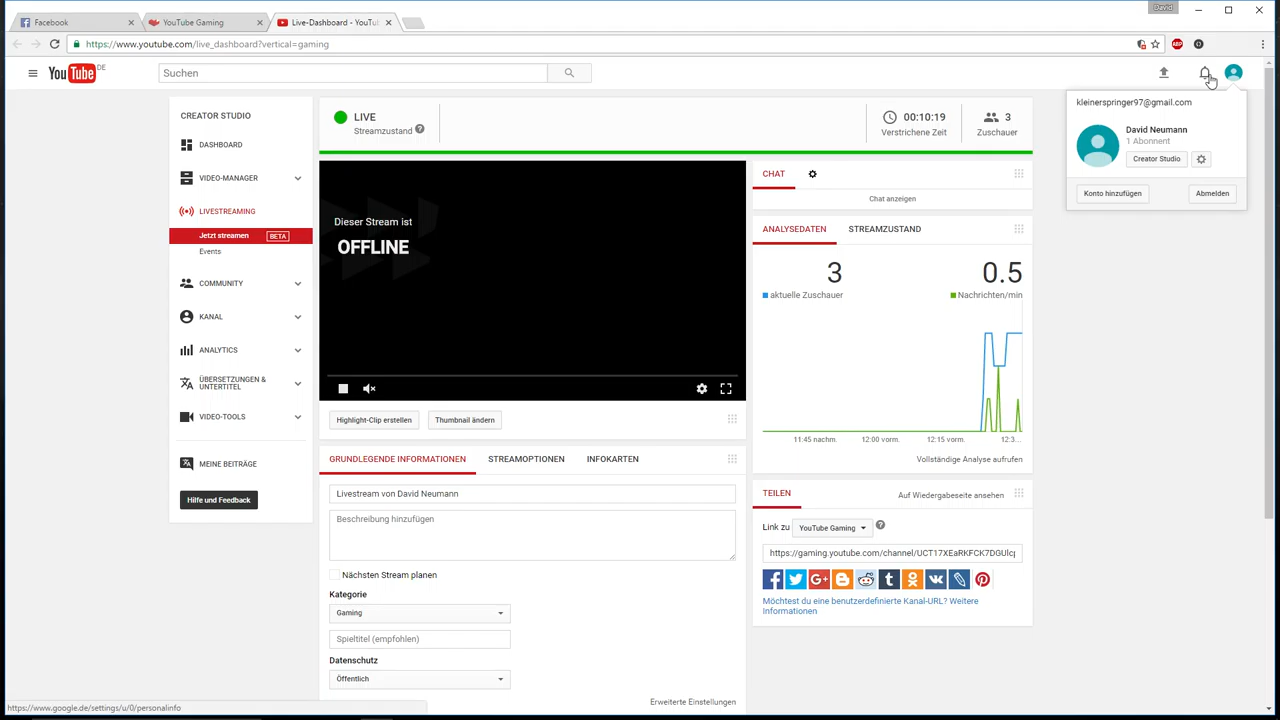 David
Facebook
YouTube Gaming
Live-Dashboard - YouTu
https://www.youtube.com/live_dashboard?vertical=gaming
ABP
YouTube DE
Suchen
kleinerspringer97@gmail.com
David Neumann
1 Abonnent
Creator Studio
Konto hinzufügen
Abmelden
CREATOR STUDIO
DASHBOARD
VIDEO-MANAGER
LIVESTREAMING
Jetzt streamen BETA
Events
COMMUNITY
KANAL
ANALYTICS
ÜBERSETZUNGEN &
UNTERTITEL
VIDEO-TOOLS
MEINE BEITRÄGE
Hilfe und Feedback
LIVE
Streamzustand ?
00:10:19
Verstrichene Zeit
3
Zuschauer
Dieser Stream ist
OFFLINE
Highlight-Clip erstellen
Thumbnail ändern
GRUNDLEGENDE INFORMATIONEN
STREAMOPTIONEN
INFOKARTEN
Livestream von David Neumann
Beschreibung hinzufügen
Nächsten Stream planen
Kategorie
Gaming
Spieltitel (empfohlen)
Datenschutz
Öffentlich
Erweiterte Einstellungen
CHAT
Chat anzeigen
ANALYSEDATEN
STREAMZUSTAND
3
aktuelle Zuschauer
0.5
Nachrichten/min
11:45 nachm.
12:00 vorm.
12:15 vorm.
12:3...
Vollständige Analyse aufrufen
TEILEN
Auf Wiedergabeseite ansehen
Link zu
YouTube Gaming
?
https://gaming.youtube.com/channel/UCT17XEaRKFCK7DGUlcp
Möchtest du eine benutzerdefinierte Kanal-URL? Weitere
Informationen
https://www.google.de/settings/u/0/personalinfo